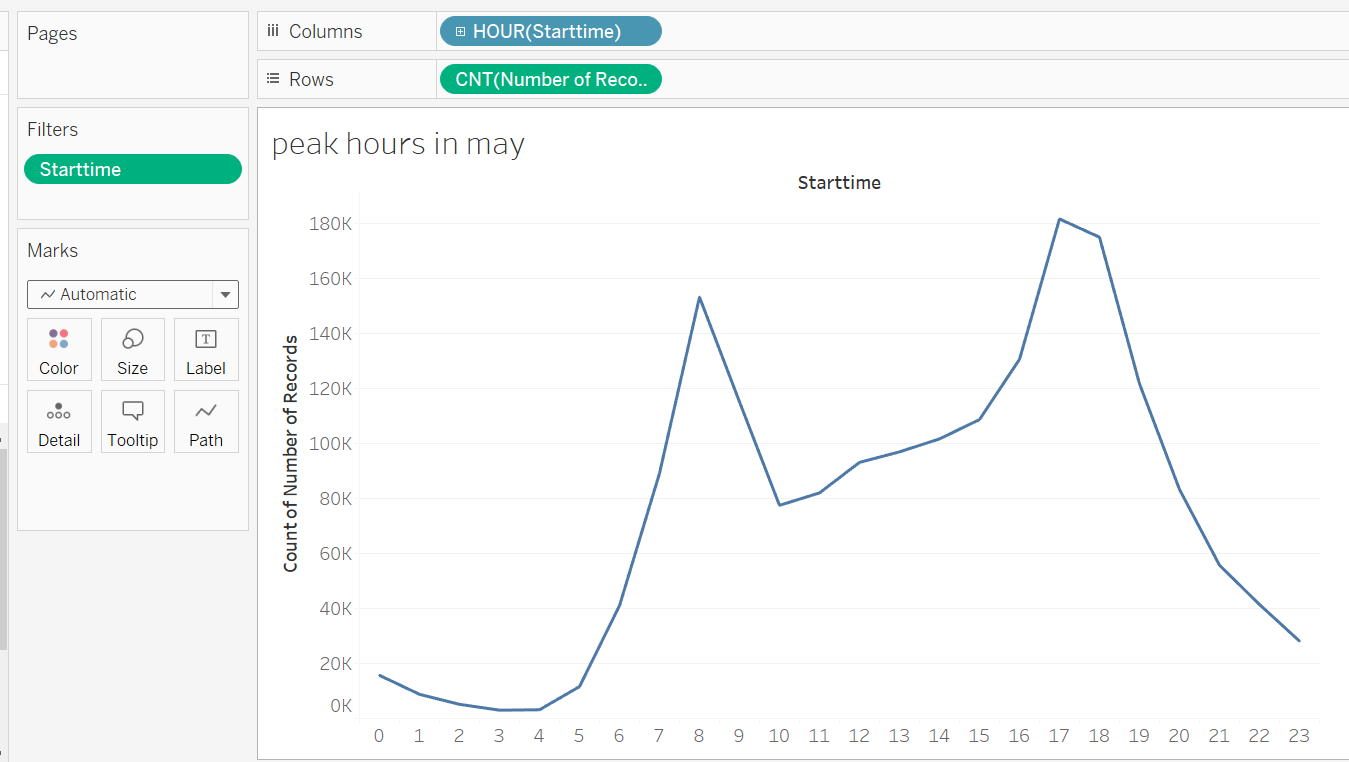 Pages
Columns
HOUR(Starttime)
Rows
CNT(Number of Reco..
Filters
Starttime
Marks
Automatic
Color
Size
T
Label
Detail
Tooltip
Path
peak hours in may
Starttime
Count of Number of Records
180K
160K
140K
120K
100K
80K
60K
40K
20K
0K
0 1 2 3 4 5 6 7 8 9 10 11 12 13 14 15 16 17 18 19 20 21 22 23